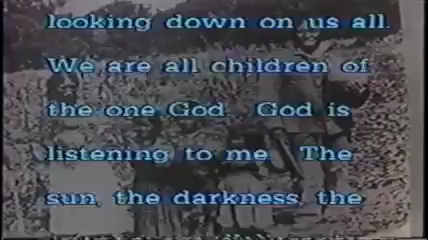 looking down on us all.
We are all children of
the one God. God is
listening to me. The
sun, the darkness, the